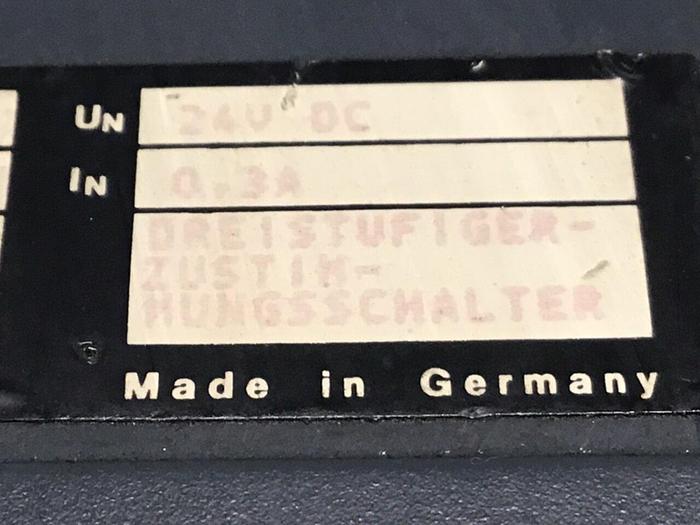 UN 24V DC
IN 0.3A
DREISTUFIGER-
ZUSTIM-
MUNGSSCHALTER
Made in Germany